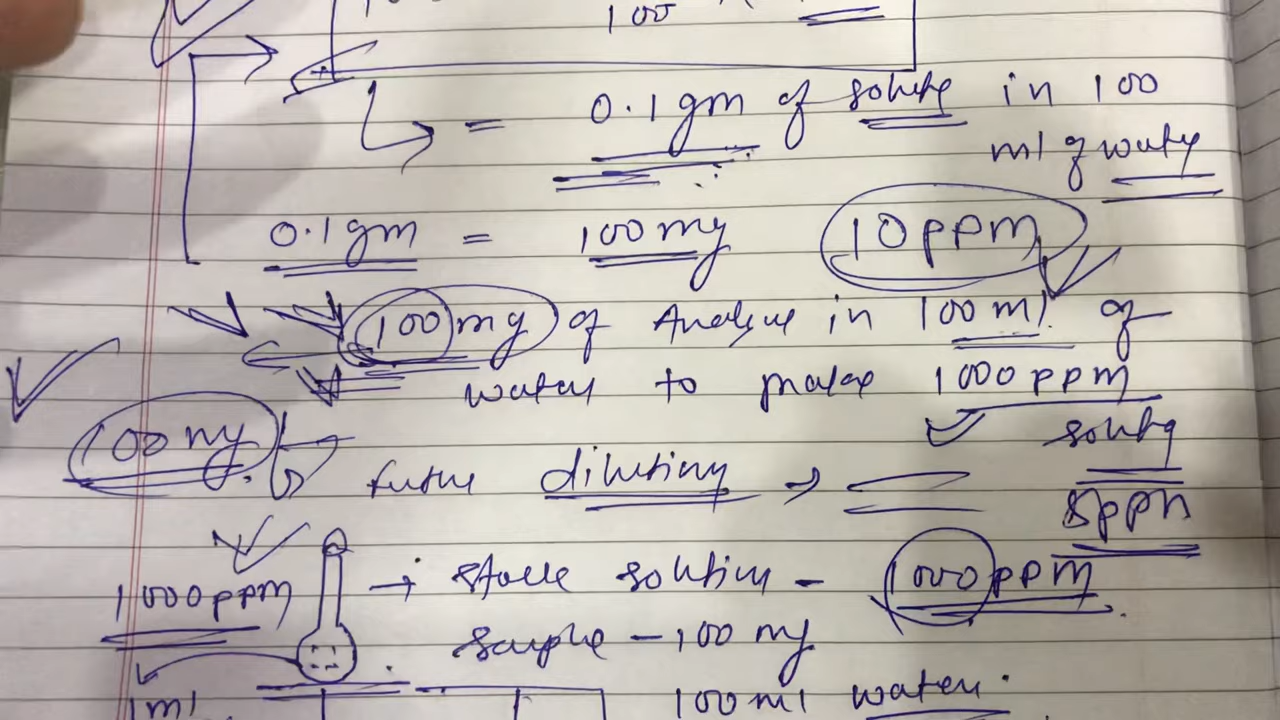 100
= 0.1 gm of solute in 100
ml of water
0.1 gm = 100 mg 10 ppm
100 mg of Analyte in 100 ml of
water to make 1000 ppm
100 mg solute
dilution 5 ppm
1000 ppm → stock solution - 1000 ppm
sample - 100 mg
1 ml 100 ml water.